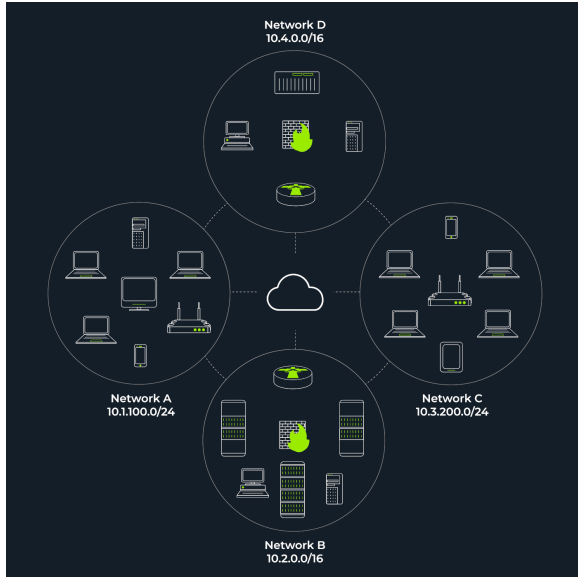 Network D
10.4.0.0/16
Network A
10.1.100.0/24
Network C
10.3.200.0/24
Network B
10.2.0.0/16